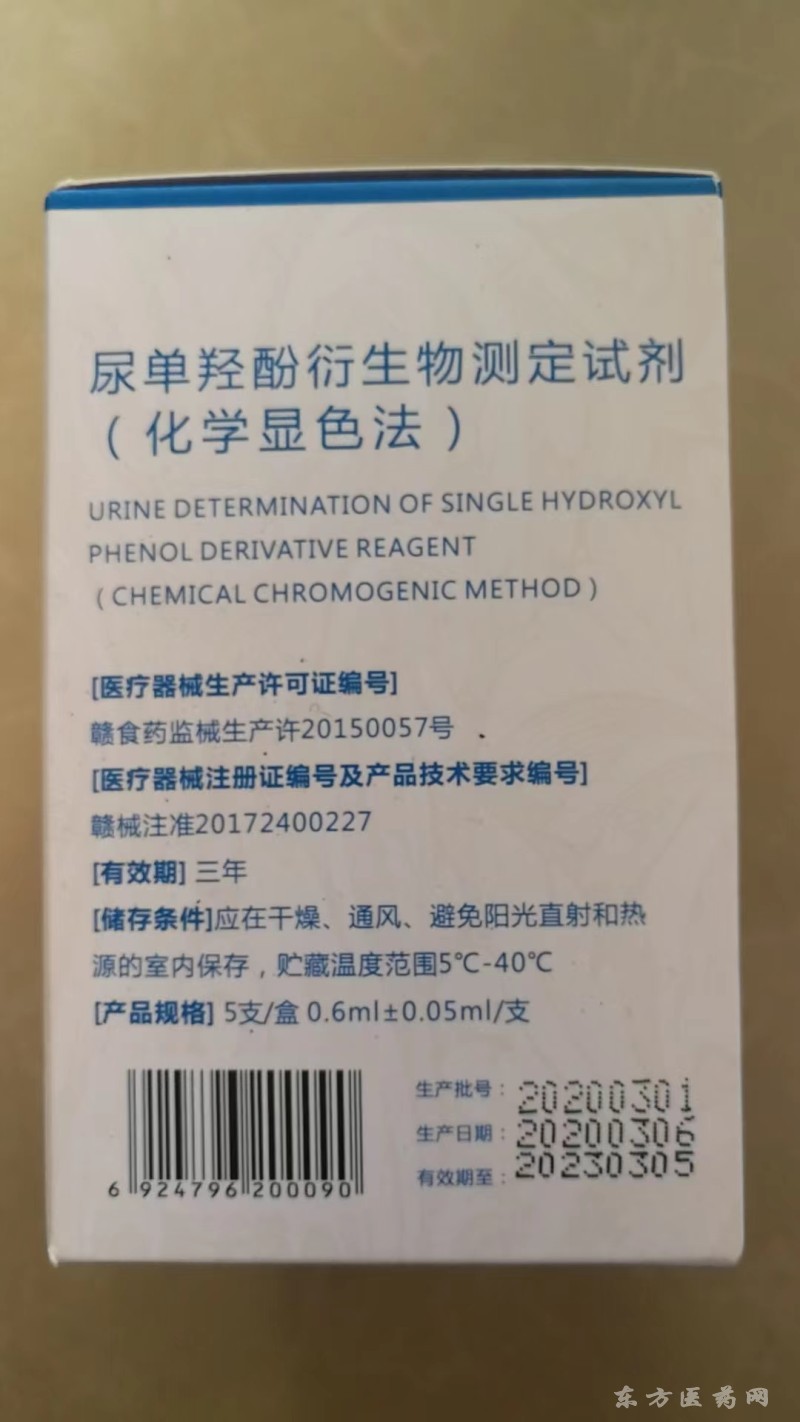 尿单羟酚衍生物测定试剂
（化学显色法）
URINE DETERMINATION OF SINGLE HYDROXYL
PHENOL DERIVATIVE REAGENT
（CHEMICAL CHROMOGENIC METHOD）
[医疗器械生产许可证编号]
赣食药监械生产许20150057号
[医疗器械注册证编号及产品技术要求编号]
赣械注准20172400227
[有效期] 三年
[储存条件]应在干燥、通风、避免阳光直射和热
源的室内保存，贮藏温度范围5℃-40℃
[产品规格] 5支/盒 0.6ml±0.05ml/支
生产批号：20200301
生产日期：20200306
有效期至：20230305
6 924796 200090
东方医药网